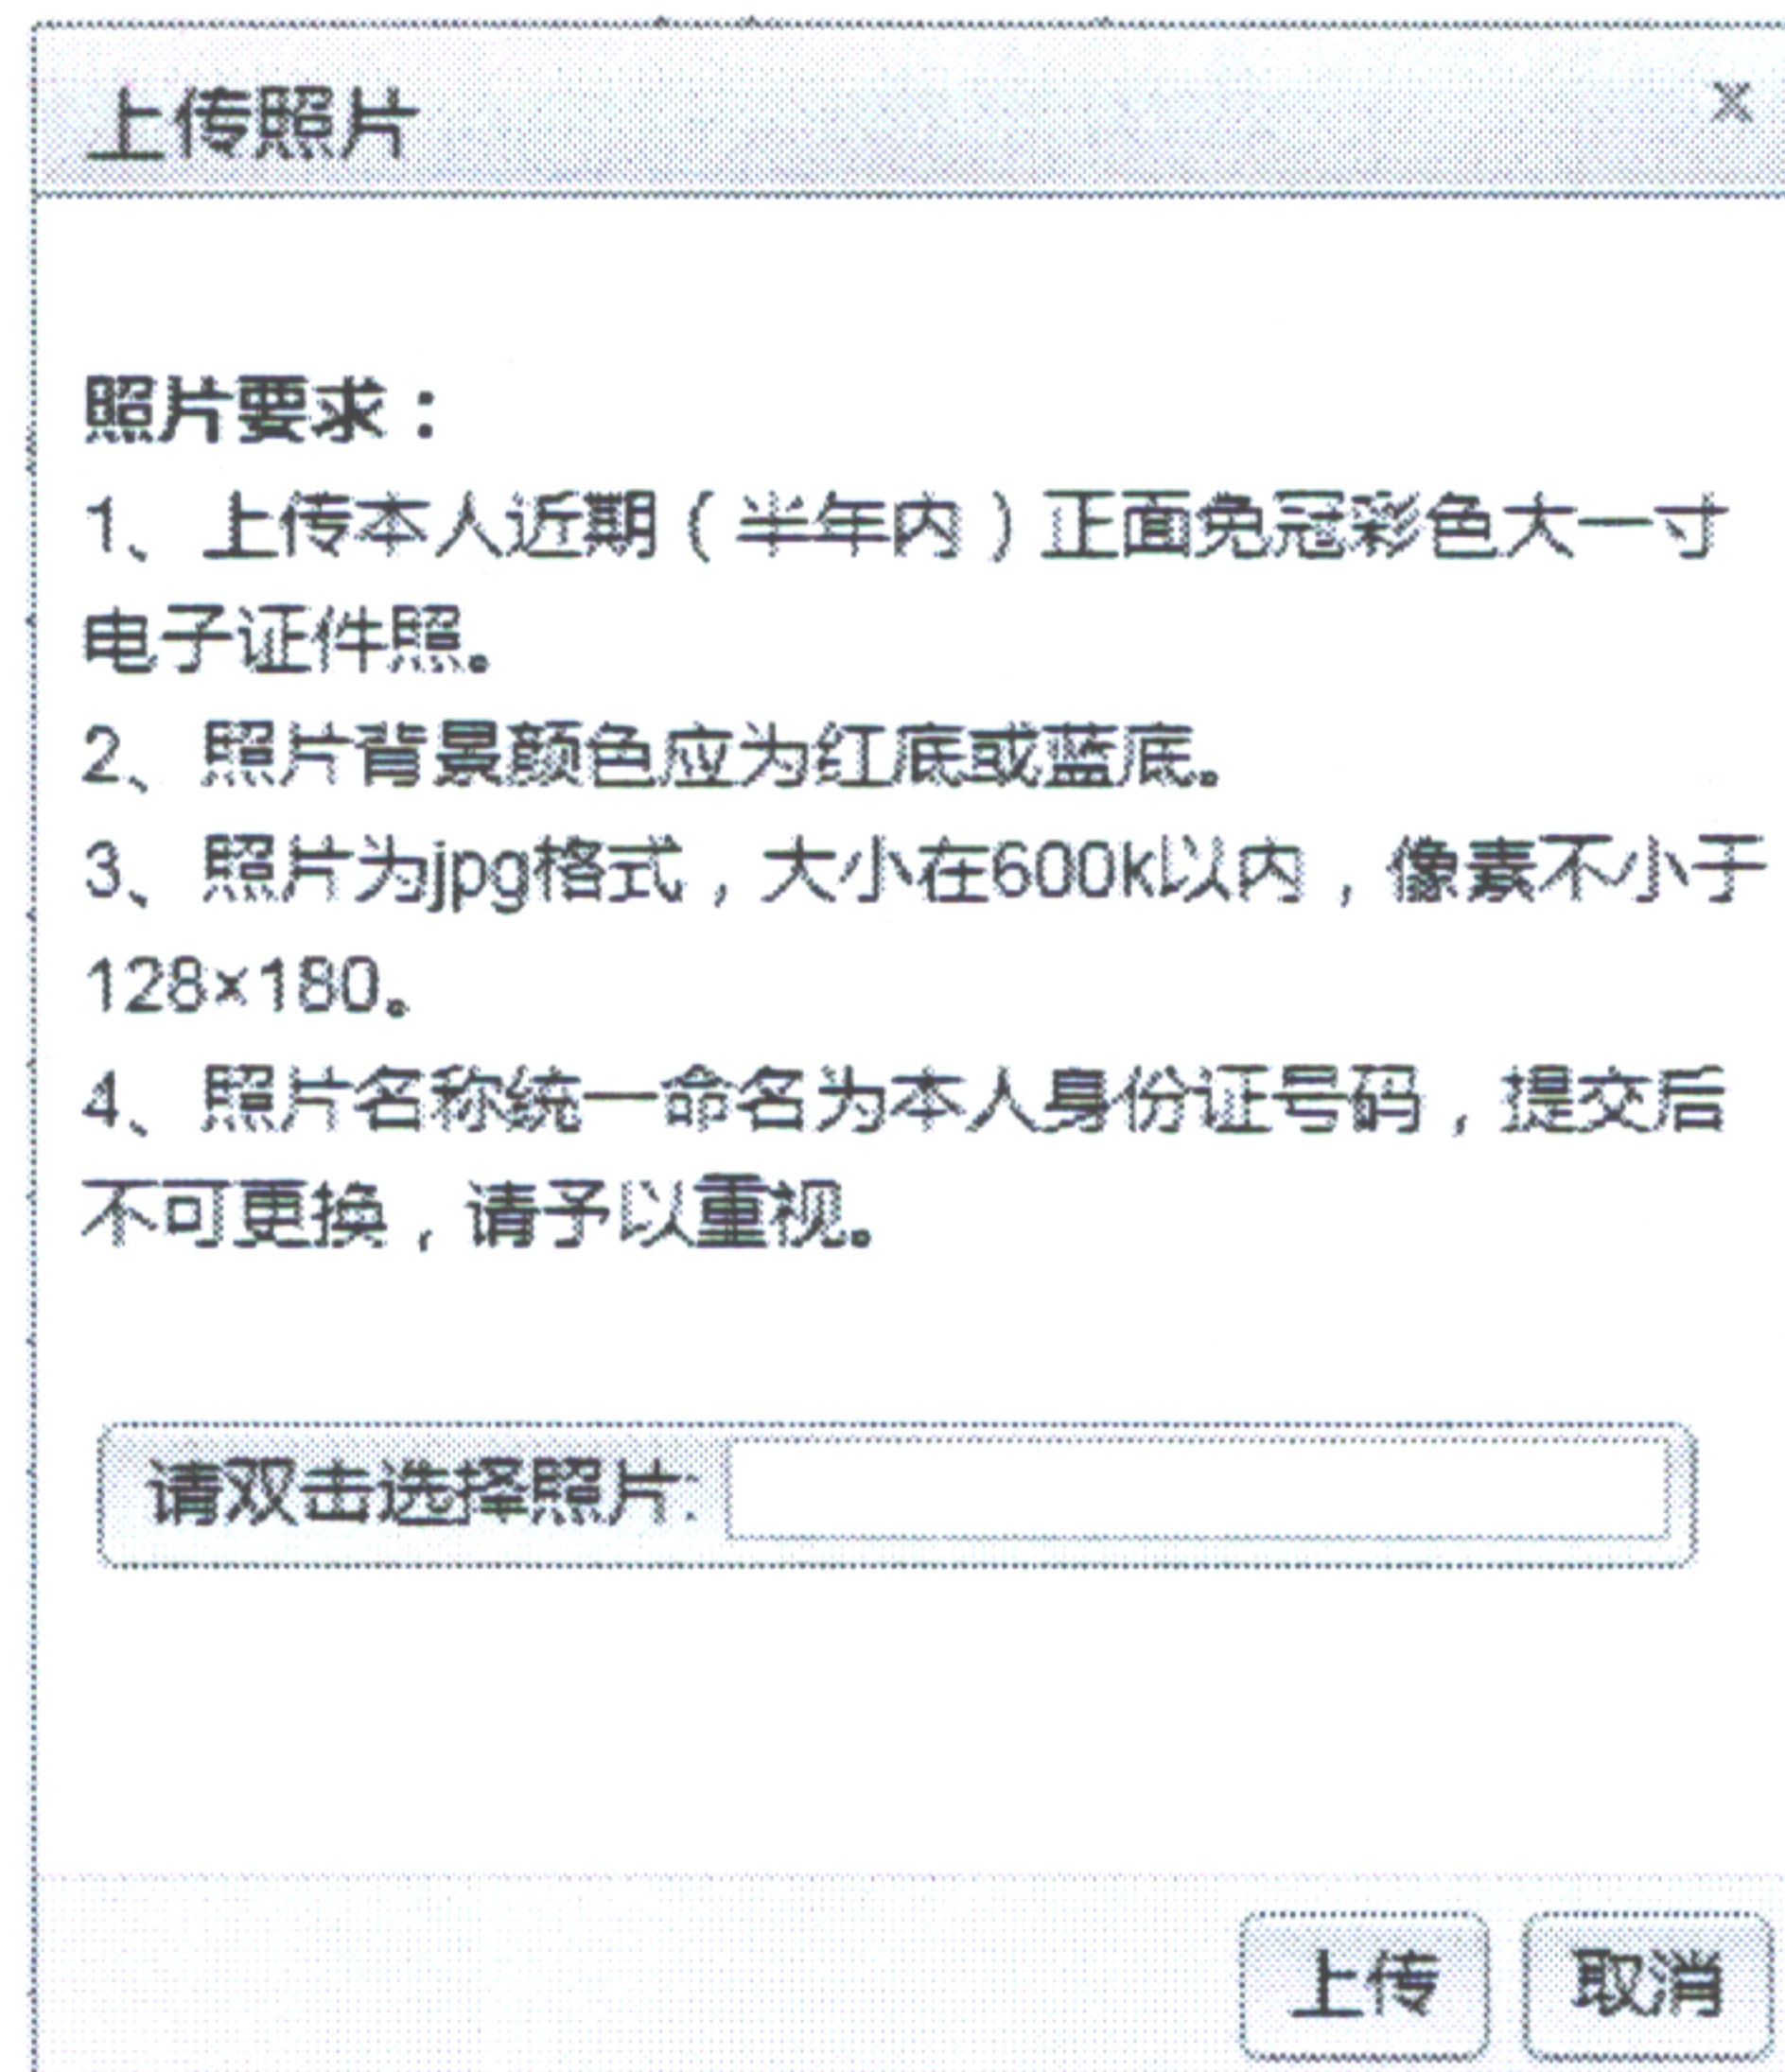 上传照片
x
照片要求：
1、上传本人近期（半年内）正面免冠彩色大一寸
电子证件照。
2、照片背景颜色应为红底或蓝底。
3、照片为jpg格式，大小在600k以内，像素不小于
128×180。
4、照片名称统一命名为本人身份证号码，提交后
不可更换，请予以重视。
请双击选择照片:
上传 取消